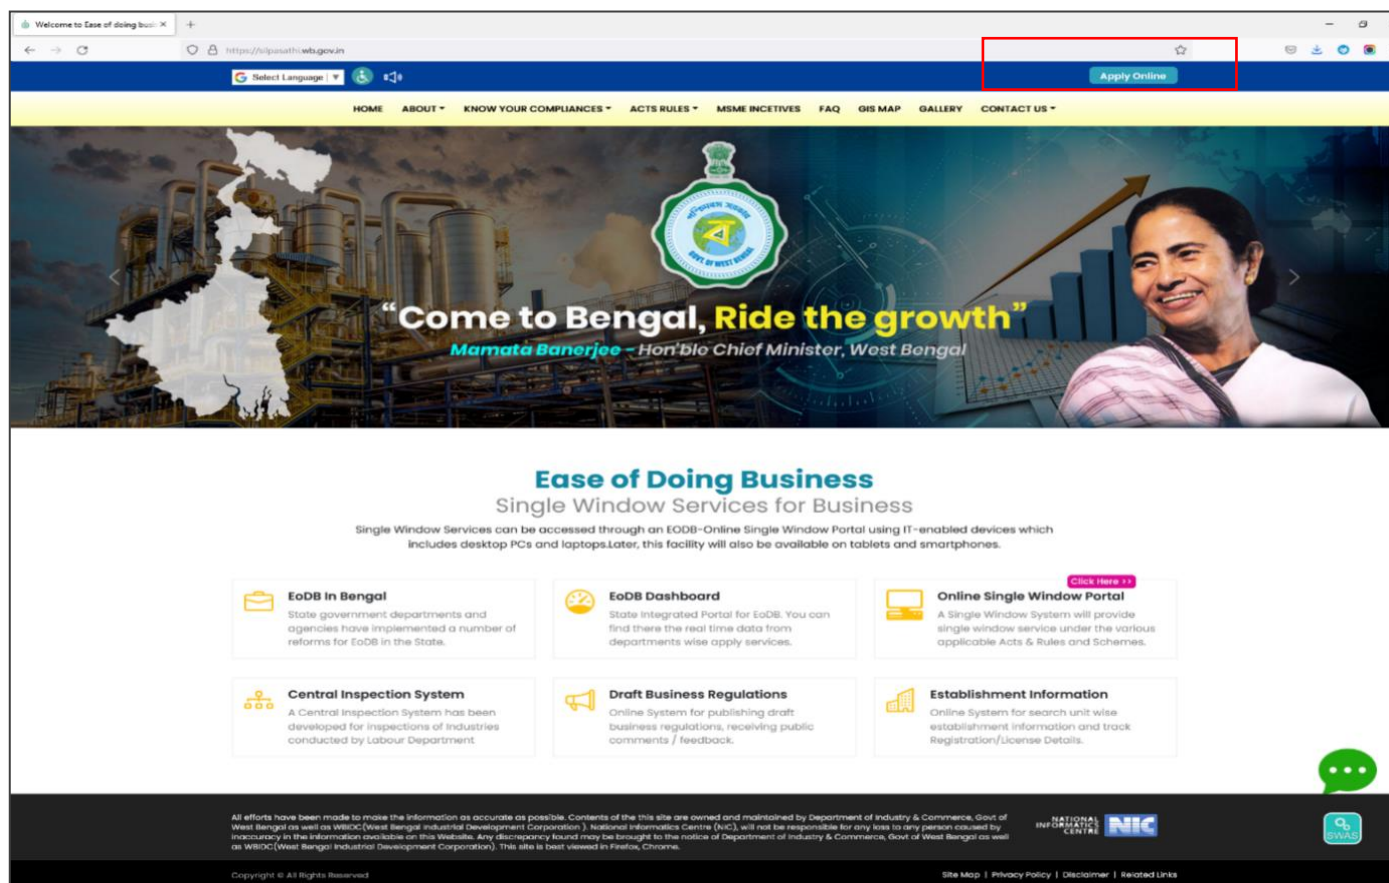 Welcome to Ease of doing busi
https://silpasathi.wb.gov.in
Select Language
Apply Online
HOME ABOUT KNOW YOUR COMPLIANCES ACTS RULES MSME INCETIVES FAQ GIS MAP GALLERY CONTACT US
পশ্চিমবঙ্গ সরকার
ব
GOVT. OF WEST BENGAL
“Come to Bengal, Ride the growth”
Mamata Banerjee - Hon'ble Chief Minister, West Bengal
Ease of Doing Business
Single Window Services for Business
Single Window Services can be accessed through an EODB-Online Single Window Portal using IT-enabled devices which
includes desktop PCs and laptops.Later, this facility will also be available on tablets and smartphones.
EoDB In Bengal
State government departments and
agencies have implemented a number of
reforms for EoDB in the State.
EoDB Dashboard
State Integrated Portal for EoDB. You can
find there the real time data from
departments wise apply services.
Click Here >>
Online Single Window Portal
A Single Window System will provide
single window service under the various
applicable Acts & Rules and Schemes.
Central Inspection System
A Central Inspection System has been
developed for inspections of Industries
conducted by Labour Department
Draft Business Regulations
Online System for publishing draft
business regulations, receiving public
comments / feedback.
Establishment Information
Online System for search unit wise
establishment information and track
Registration/License Details.
All efforts have been made to make the information as accurate as possible. Contents of the this site are owned and maintained by Department of Industry & Commerce, Govt of
West Bengal as well as WBIDC(West Bengal Industrial Development Corporation ). National Informatics Centre (NIC), will not be responsible for any loss to any person caused by
inaccuracy in the information available on this Website. Any discrepancy found may be brought to the notice of Department of Industry & Commerce, Govt of West Bengal as well
as WBIDC(West Bengal Industrial Development Corporation). This site is best viewed in Firefox, Chrome.
NATIONAL
INFORMATICS
CENTRE
NIC
SWAS
Copyright © All Rights Reserved
Site Map | Privacy Policy | Disclaimer | Related Links